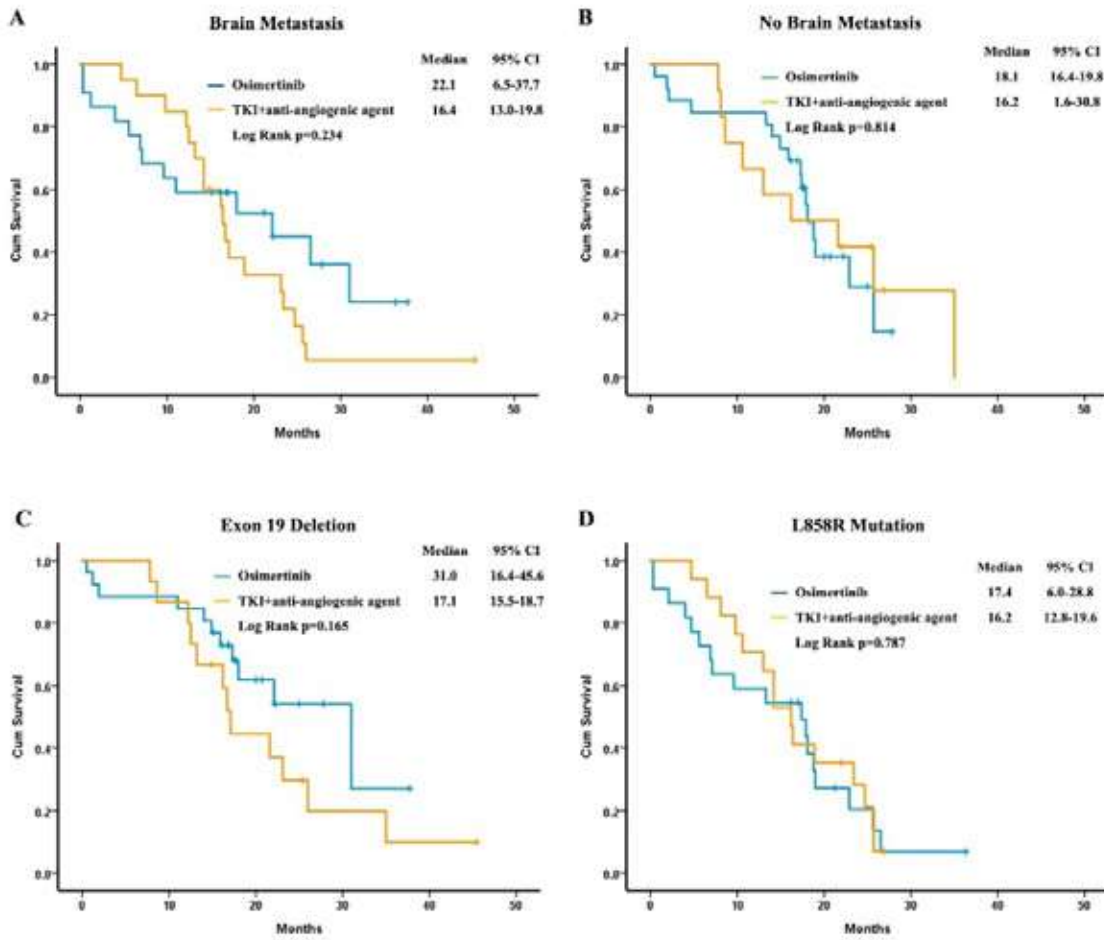 A
Brain Metastasis
Median 95% CI
Osimertinib 22.1 6.5-37.7
TKI+anti-angiogenic agent 16.4 13.0-19.8
Log Rank p=0.234
Cum Survival
1.0
0.8
0.6
0.4
0.2
0.0
0 10 20 30 40 50
Months
B
No Brain Metastasis
Median 95% CI
Osimertinib 18.1 16.4-19.8
TKI+anti-angiogenic agent 16.2 1.6-30.8
Log Rank p=0.814
Cum Survival
1.0
0.8
0.6
0.4
0.2
0.0
0 10 20 30 40 50
Months
C
Exon 19 Deletion
Median 95% CI
Osimertinib 31.0 16.4-45.6
TKI+anti-angiogenic agent 17.1 15.5-18.7
Log Rank p=0.165
Cum Survival
1.0
0.8
0.6
0.4
0.2
0.0
0 10 20 30 40 50
Months
D
L858R Mutation
Median 95% CI
Osimertinib 17.4 6.0-28.8
TKI+anti-angiogenic agent 16.2 12.8-19.6
Log Rank p=0.787
Cum Survival
1.0
0.8
0.6
0.4
0.2
0.0
0 10 20 30 40 50
Months